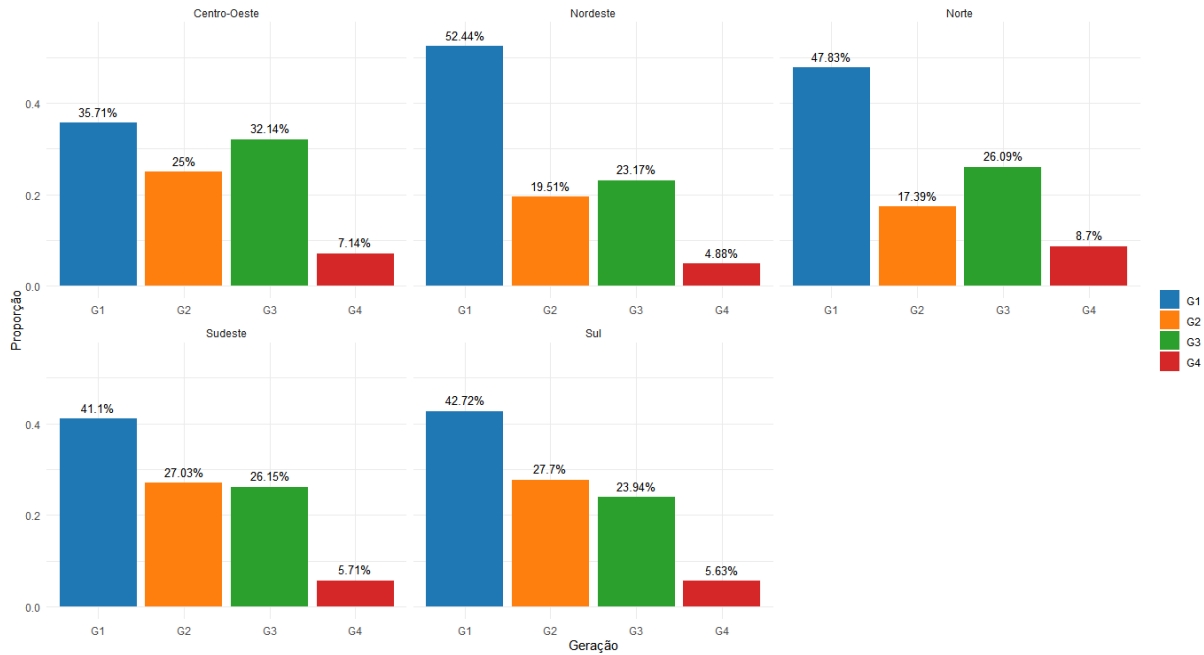 Centro-Oeste
Nordeste
Norte
52.44%
47.83%
35.71%
32.14%
25%
26.09%
23.17%
19.51%
17.39%
7.14%
4.88%
8.7%
0.4
0.2
0.0
G1 G2 G3 G4
G1 G2 G3 G4
G1 G2 G3 G4
Sudeste
Sul
41.1%
42.72%
27.03%
26.15%
27.7%
23.94%
5.71%
5.63%
0.4
0.2
0.0
G1 G2 G3 G4
G1 G2 G3 G4
Proporção
Geração
G1
G2
G3
G4